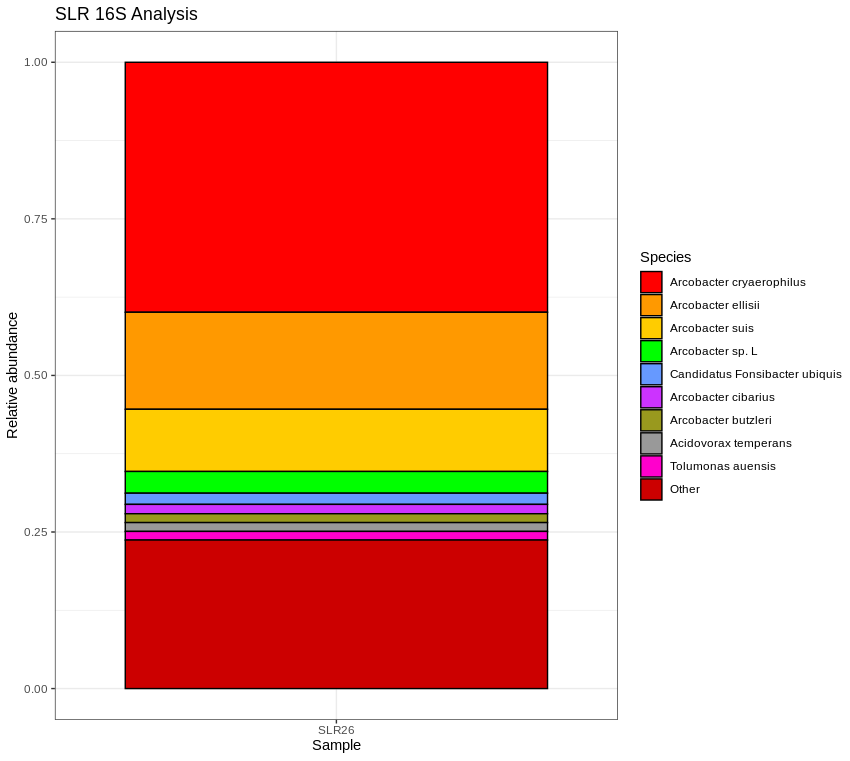 SLR 16S Analysis
1.00
0.75
0.50
0.25
0.00
Relative abundance
SLR26
Sample
Species
Arcobacter cryaerophilus
Arcobacter ellisii
Arcobacter suis
Arcobacter sp. L
Candidatus Fonsibacter ubiquis
Arcobacter cibarius
Arcobacter butzleri
Acidovorax temperans
Tolumonas auensis
Other